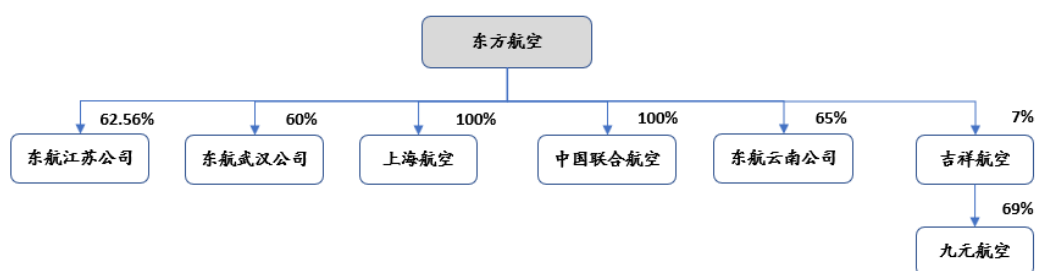 东方航空
62.56%
60%
100%
100%
65%
7%
东航江苏公司
东航武汉公司
上海航空
中国联合航空
东航云南公司
吉祥航空
69%
九元航空